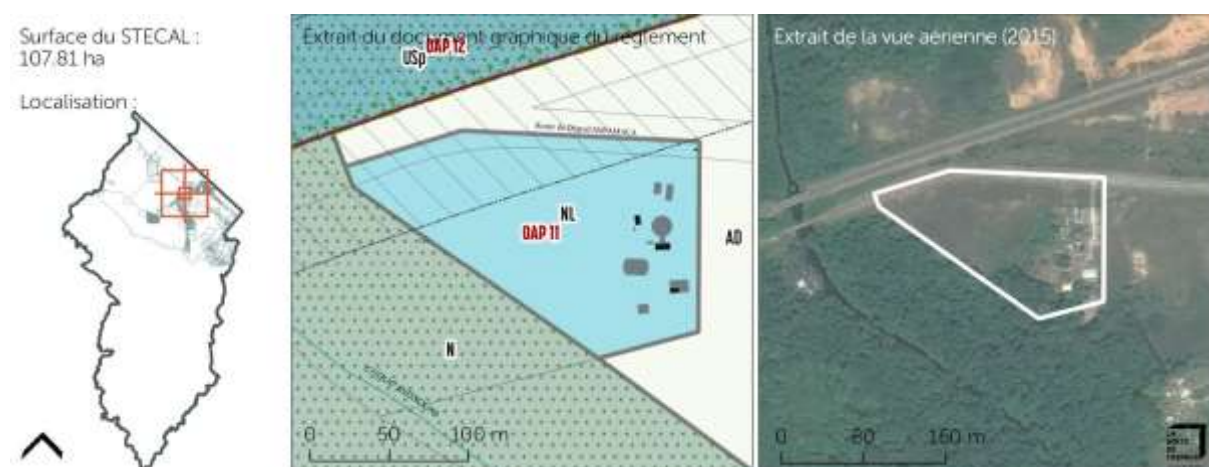 Surface du STECAL :
107.81 ha
Localisation :
Extrait du document graphique du règlement
OAP 12
USp
NL
OAP 11
AD
N
0 50 100 m
Extrait de la vue aérienne (2015)
0 80 160 m